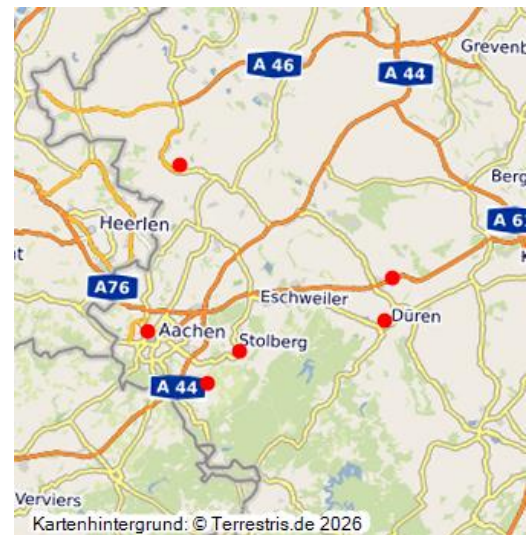 Grevenb
A 46
A 44
Berg
Heerlen
A 61
A76
Eschweiler
Düren
Aachen
Stolberg
A 44
Verviers
Kartenhintergrund: © Terrestris.de 2026